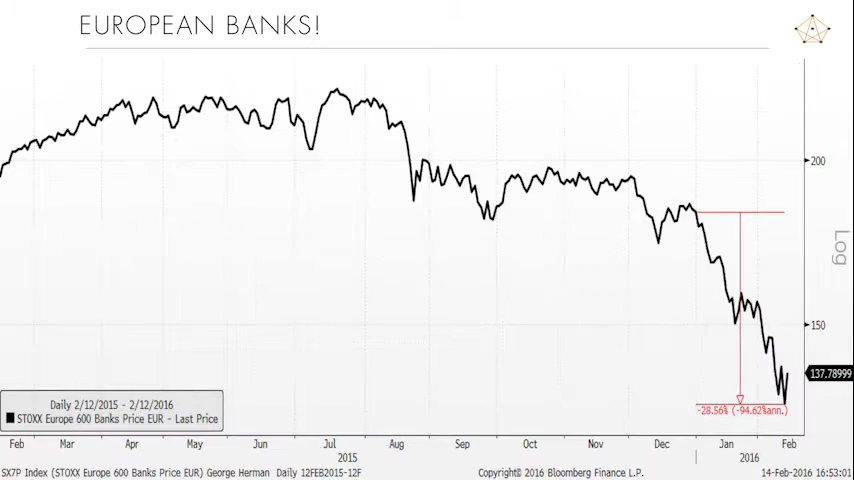 EUROPEAN BANKS!
200
Log
150
137.78999
-28.56% (-94.62%ann.)
Daily 2/12/2015 - 2/12/2016
STOXX Europe 600 Banks Price EUR - Last Price
Feb Mar Apr May Jun Jul Aug Sep Oct Nov Dec Jan Feb
2015 2016
SX7P Index (STOXX Europe 600 Banks Price EUR) George Herman Daily 12FEB2015-12F Copyright© 2016 Bloomberg Finance L.P. 14-Feb-2016 16:53:01